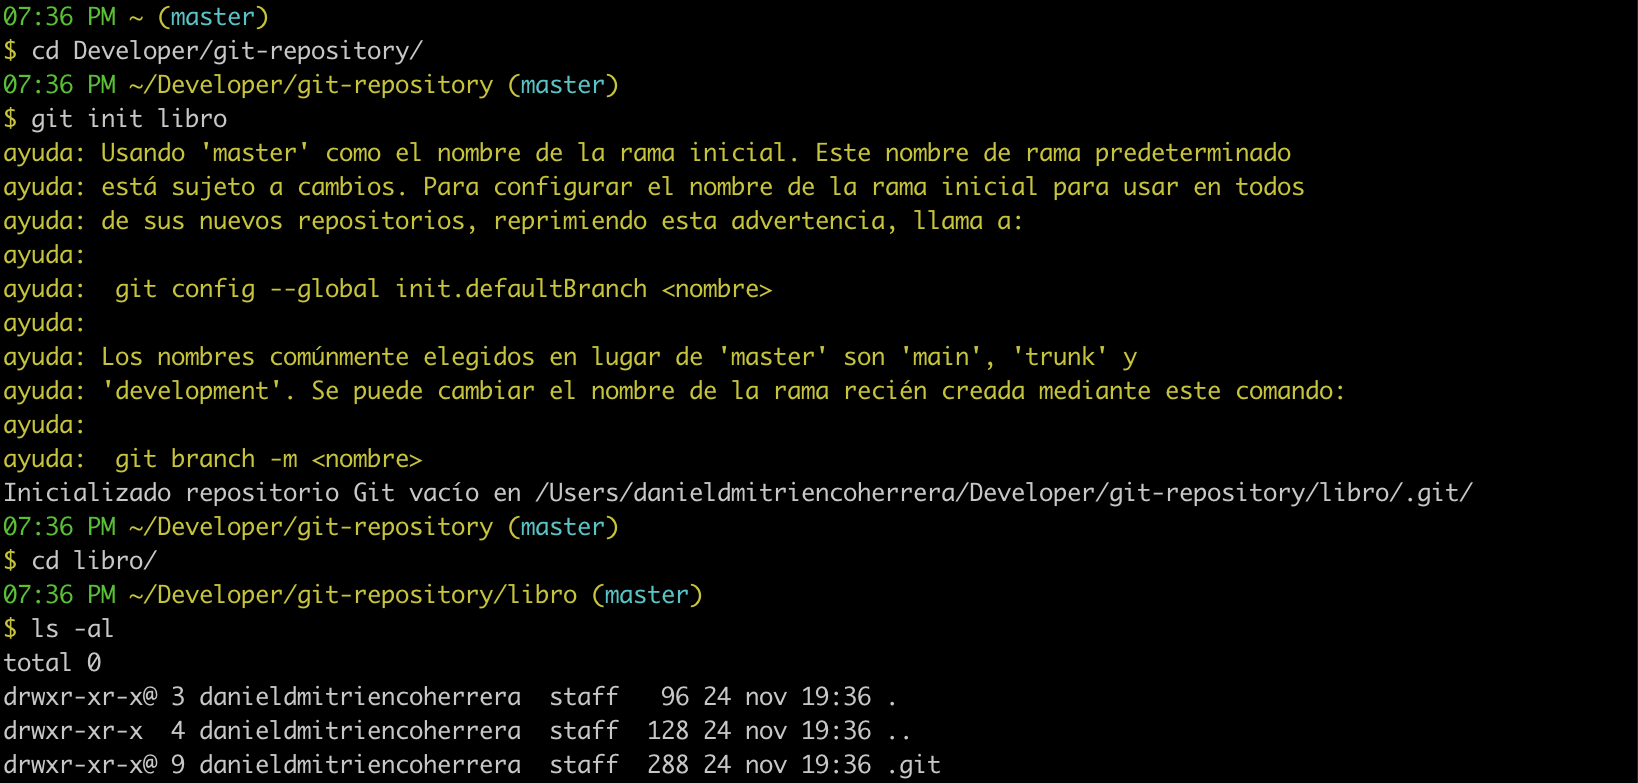 07:36 PM ~ (master)
$ cd Developer/git-repository/
07:36 PM ~/Developer/git-repository (master)
$ git init libro
ayuda: Usando 'master' como el nombre de la rama inicial. Este nombre de rama predeterminado
ayuda: está sujeto a cambios. Para configurar el nombre de la rama inicial para usar en todos
ayuda: de sus nuevos repositorios, reprimiendo esta advertencia, llama a:
ayuda:
ayuda:  git config --global init.defaultBranch <nombre>
ayuda:
ayuda: Los nombres comúnmente elegidos en lugar de 'master' son 'main', 'trunk' y
ayuda: 'development'. Se puede cambiar el nombre de la rama recién creada mediante este comando:
ayuda:
ayuda:  git branch -m <nombre>
Inicializado repositorio Git vacío en /Users/danieldmitriencoherrera/Developer/git-repository/libro/.git/
07:36 PM ~/Developer/git-repository (master)
$ cd libro/
07:36 PM ~/Developer/git-repository/libro (master)
$ ls -al
total 0
drwxr-xr-x@ 3 danieldmitriencoherrera  staff   96 24 nov 19:36 .
drwxr-xr-x  4 danieldmitriencoherrera  staff  128 24 nov 19:36 ..
drwxr-xr-x@ 9 danieldmitriencoherrera  staff  288 24 nov 19:36 .git